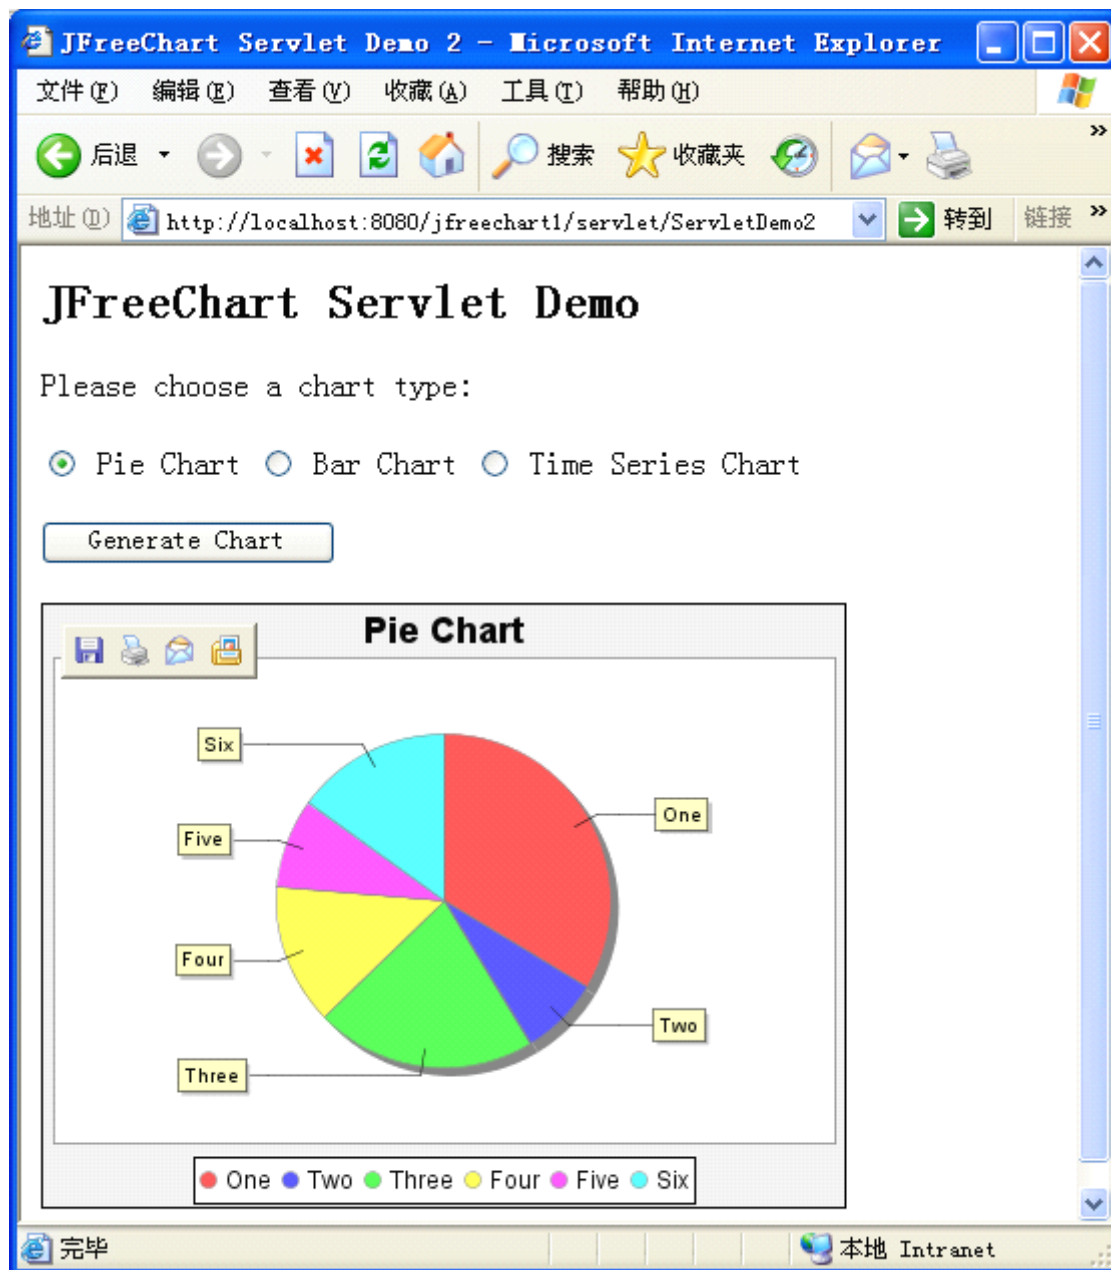 JFreeChart Servlet Demo 2 - Microsoft Internet Explorer
文件(F) 编辑(E) 查看(V) 收藏(A) 工具(T) 帮助(H)
后退 搜索 收藏夹 »
地址(D) http://localhost:8080/jfreechart1/servlet/ServletDemo2 转到 链接 »
JFreeChart Servlet Demo
Please choose a chart type:
Pie Chart Bar Chart Time Series Chart
Generate Chart
Pie Chart
Six
One
Five
Four
Two
Three
One Two Three Four Five Six
完毕 本地 Intranet